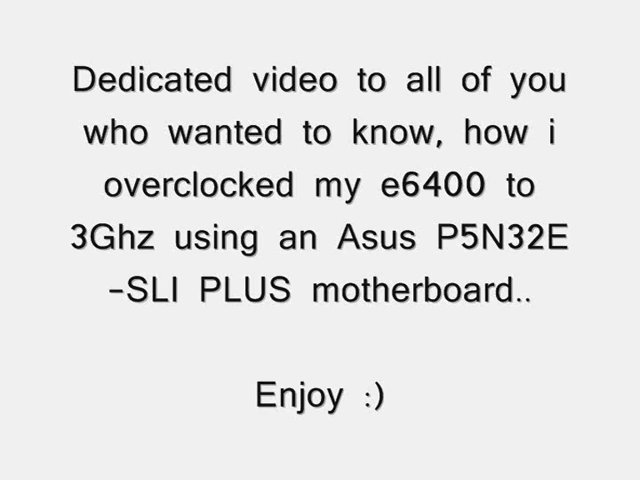 Dedicated video to all of you
who wanted to know, how i
overclocked my e6400 to
3Ghz using an Asus P5N32E
-SLI PLUS motherboard..
Enjoy :)